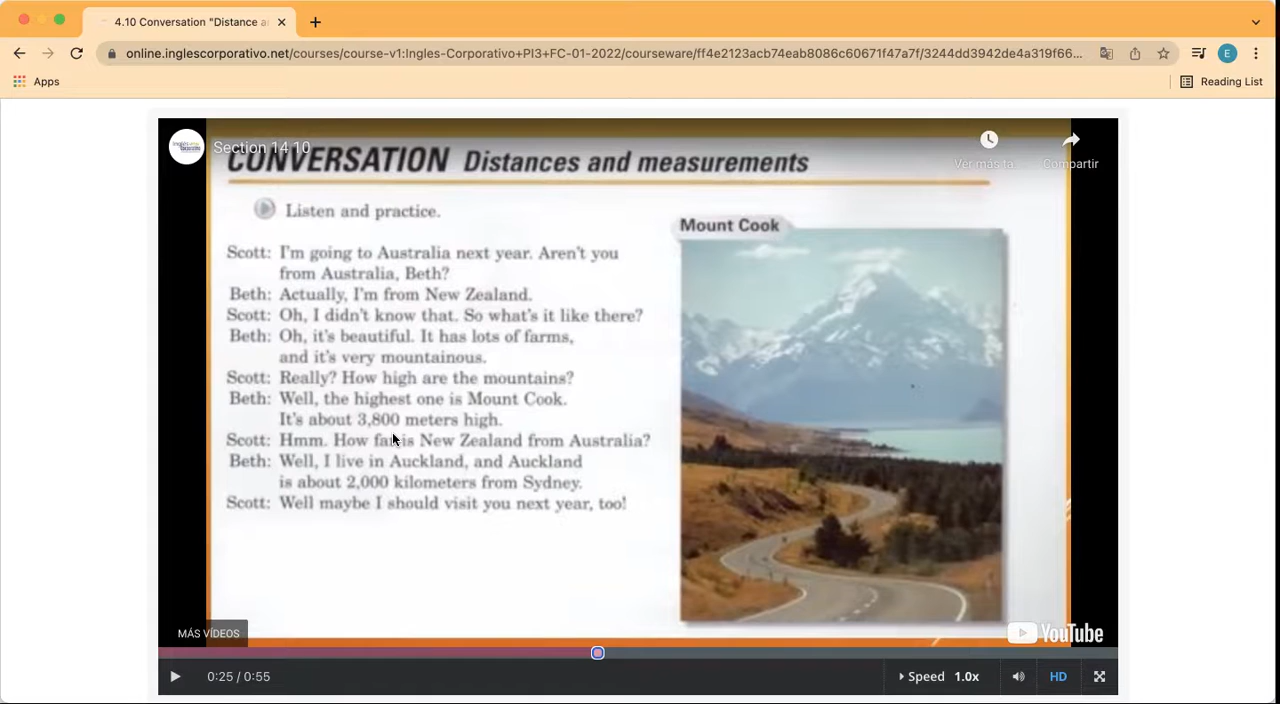 4.10 Conversation "Distance a
online.inglescorporativo.net/courses/course-v1:Ingles-Corporativo+PI3+FC-01-2022/courseware/ff4e2123acb74eab8086c60671f47a7f/3244dd3942de4a319f66...
E
Apps
Reading List
Section 14 10
Ver más ta...
Compartir
CONVERSATION Distances and measurements
Listen and practice.
Mount Cook
Scott: I'm going to Australia next year. Aren't you
from Australia, Beth?
Beth: Actually, I'm from New Zealand.
Scott: Oh, I didn't know that. So what's it like there?
Beth: Oh, it's beautiful. It has lots of farms,
and it's very mountainous.
Scott: Really? How high are the mountains?
Beth: Well, the highest one is Mount Cook.
It's about 3,800 meters high.
Scott: Hmm. How far is New Zealand from Australia?
Beth: Well, I live in Auckland, and Auckland
is about 2,000 kilometers from Sydney.
Scott: Well maybe I should visit you next year, too!
MÁS VÍDEOS
YouTube
0:25 / 0:55
Speed 1.0x
HD